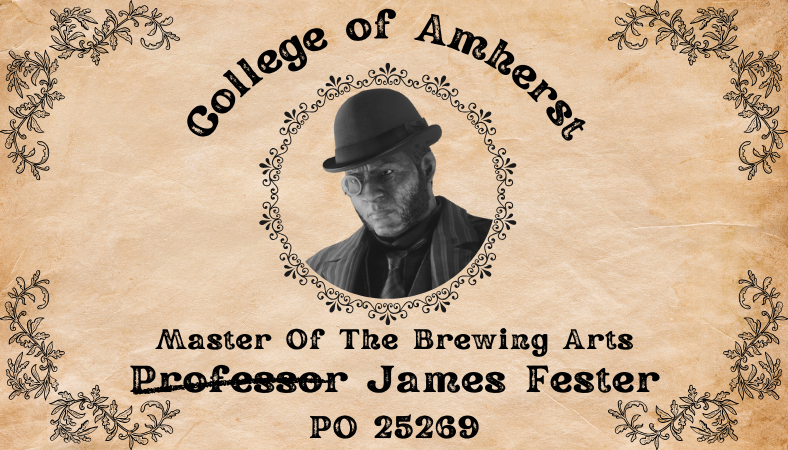 College of Amherst
Master Of The Brewing Arts
Professor James Fester
PO 25269